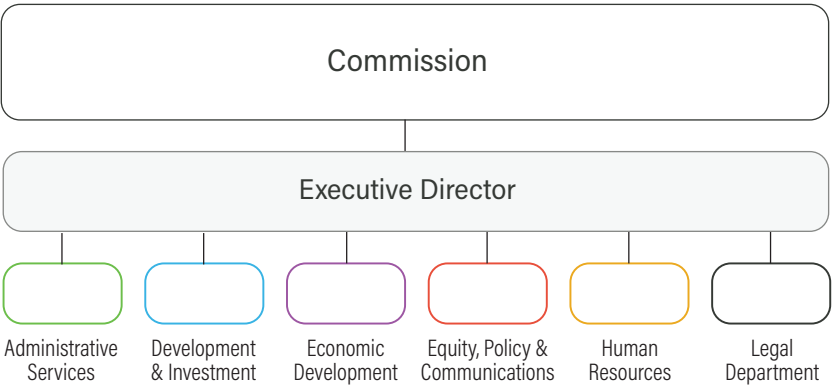 Commission
Executive Director
Administrative
Services
Development
& Investment
Economic
Development
Equity, Policy &
Communications
Human
Resources
Legal
Department